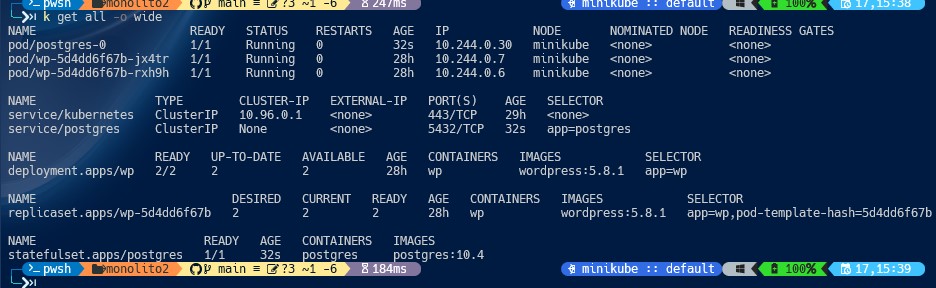 pwsh monolito2 main ≡ ?3 ~1 -6 247ms minikube :: default 100% 17,15:38
k get all -o wide
NAME READY STATUS RESTARTS AGE IP NODE NOMINATED NODE READINESS GATES
pod/postgres-0 1/1 Running 0 32s 10.244.0.30 minikube <none> <none>
pod/wp-5d4dd6f67b-jx4tr 1/1 Running 0 28h 10.244.0.7 minikube <none> <none>
pod/wp-5d4dd6f67b-rxh9h 1/1 Running 0 28h 10.244.0.6 minikube <none> <none>
NAME TYPE CLUSTER-IP EXTERNAL-IP PORT(S) AGE SELECTOR
service/kubernetes ClusterIP 10.96.0.1 <none> 443/TCP 29h <none>
service/postgres ClusterIP None <none> 5432/TCP 32s app=postgres
NAME READY UP-TO-DATE AVAILABLE AGE CONTAINERS IMAGES SELECTOR
deployment.apps/wp 2/2 2 2 28h wp wordpress:5.8.1 app=wp
NAME DESIRED CURRENT READY AGE CONTAINERS IMAGES SELECTOR
replicaset.apps/wp-5d4dd6f67b 2 2 2 28h wp wordpress:5.8.1 app=wp,pod-template-hash=5d4dd6f67b
NAME READY AGE CONTAINERS IMAGES
statefulset.apps/postgres 1/1 32s postgres postgres:10.4
pwsh monolito2 main ≡ ?3 ~1 -6 184ms minikube :: default 100% 17,15:39